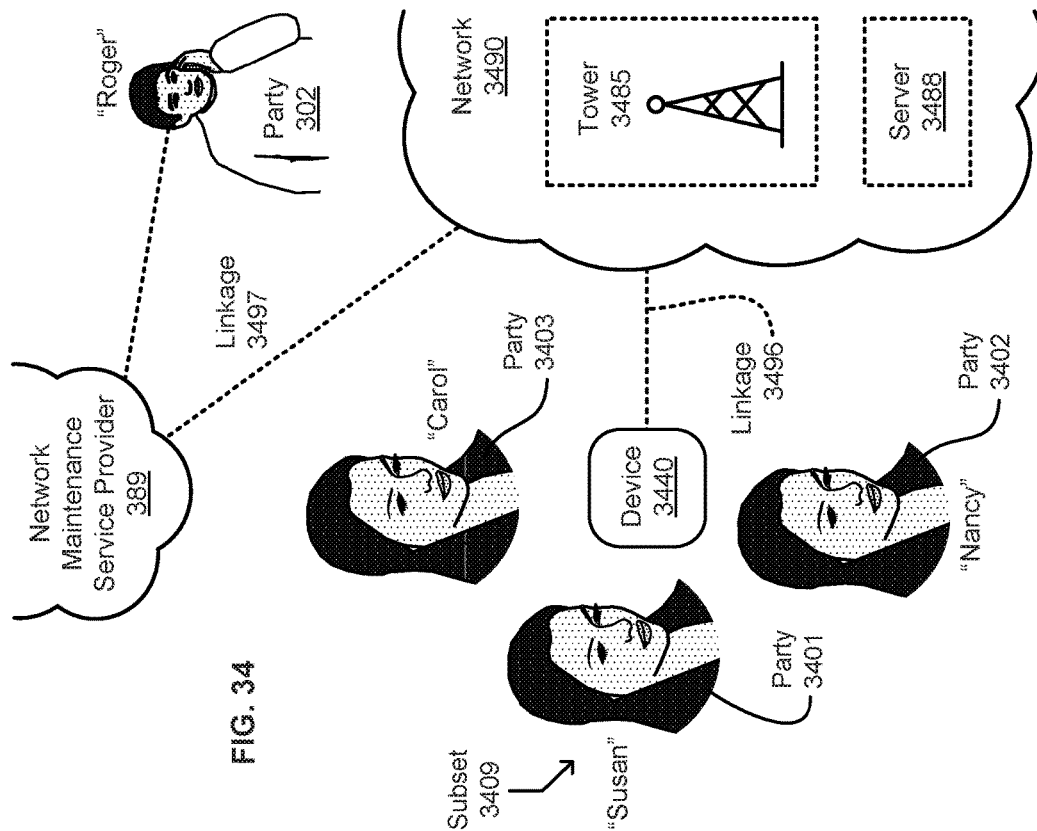 Network
Maintenance
Service Provider
389
"Roger"
Party
302
Linkage
3497
Network
3490
Tower
3485
Server
3488
FIG. 34
"Carol"
Party
3403
Device
3440
Linkage
3496
Subset
3409
"Susan"
Party
3401
"Nancy"
Party
3402